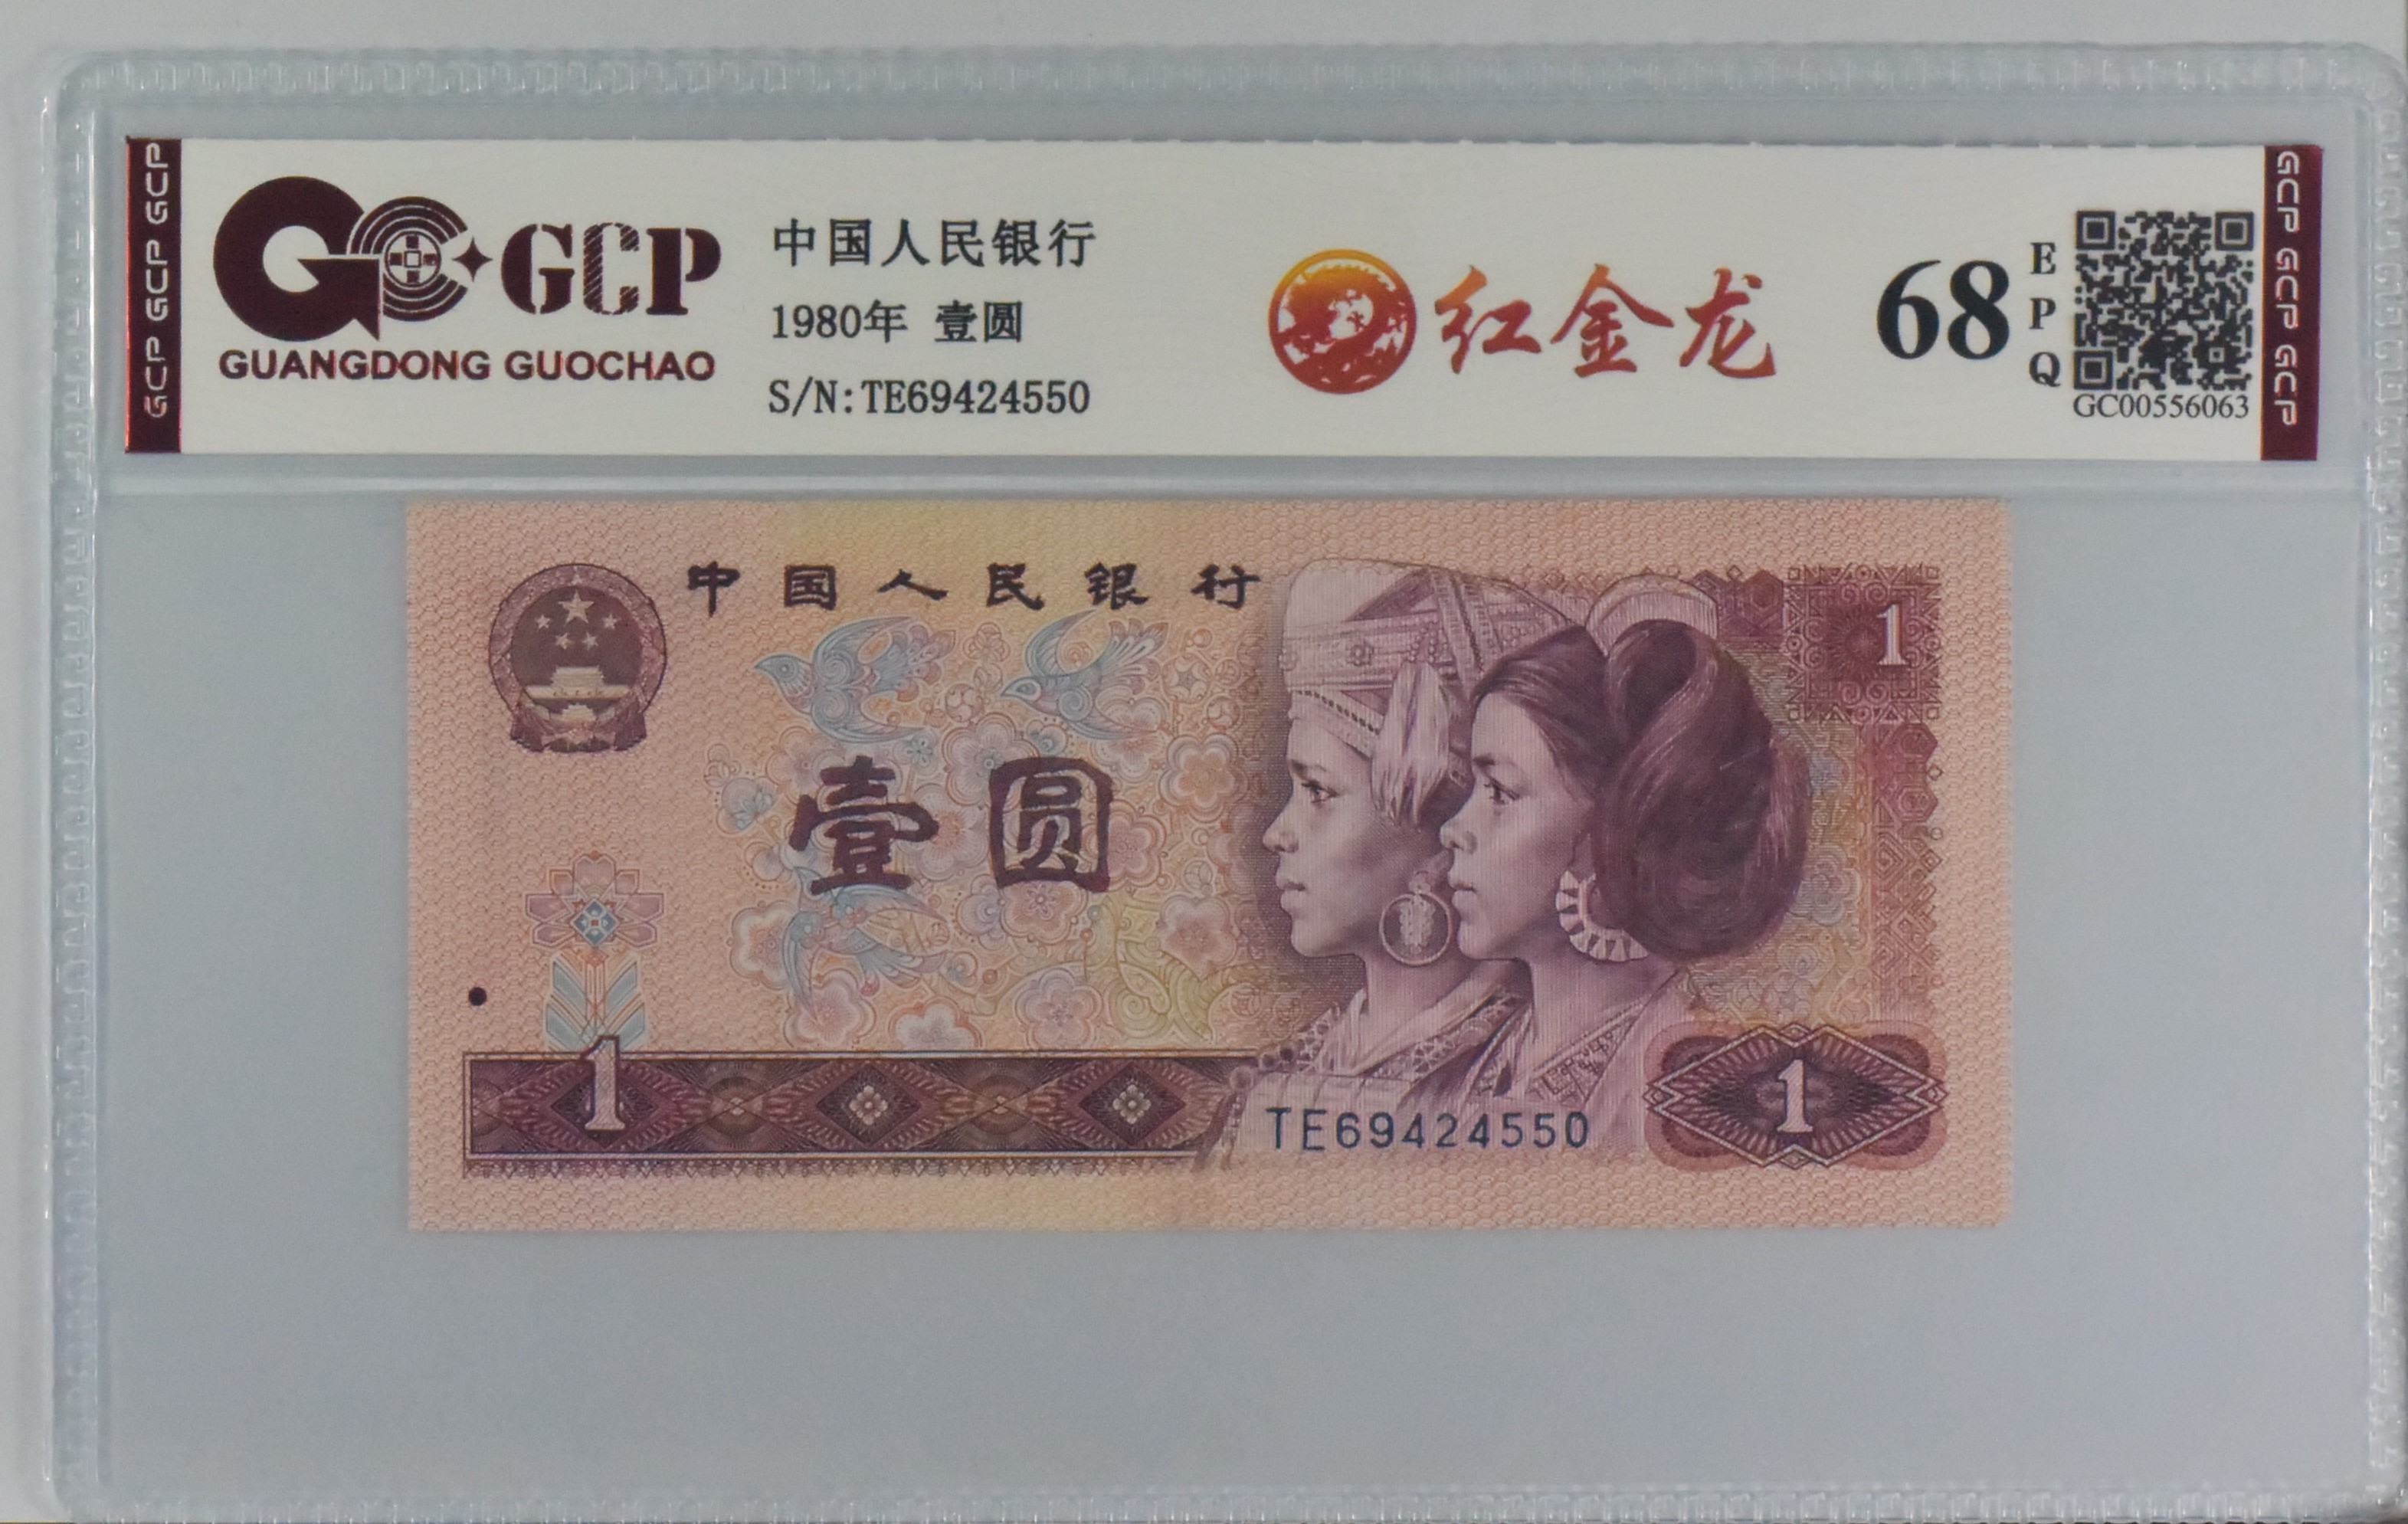 GCP GCP GCP
GCP
GUANGDONG GUOCHAO
中国人民银行
1980年 壹圆
S/N:TE69424550
红金龙
68
EPQ
GC00556063
GCP GCP GCP
中国人民银行
1
壹圆
1
TE69424550
1